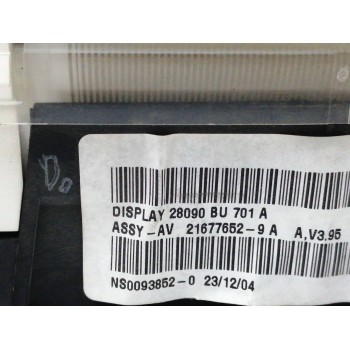 DISPLAY 28090 BU 701 A
ASSY-AV 21677652-9 A A,V3.95
NS0093852-0 23/12/04